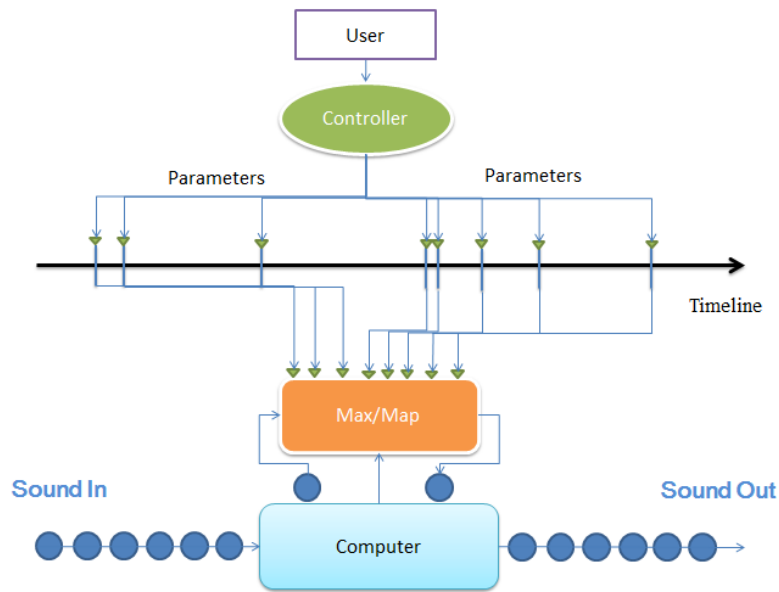 User
Controller
Parameters
Parameters
Timeline
Max/Map
Sound In
Sound Out
Computer